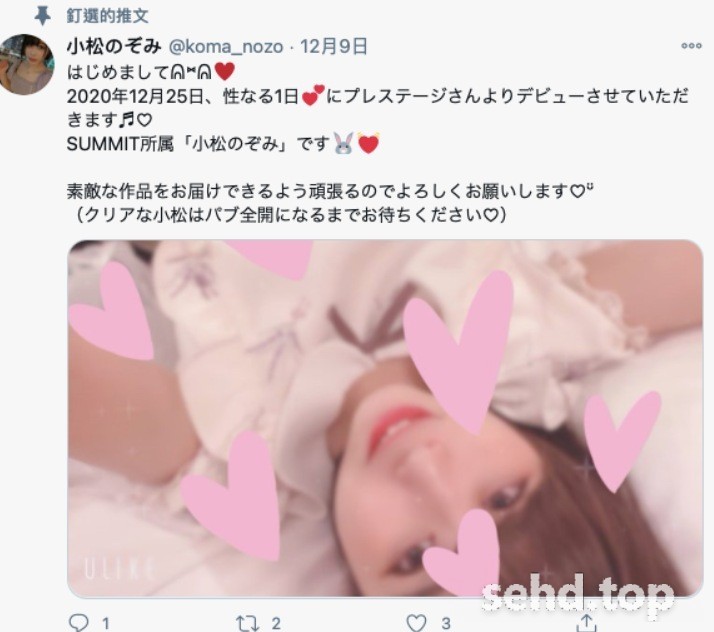 釘選的推文
小松のぞみ @koma_nozo · 12月9日
はじめましてᕱ⑅ᕱ♥
2020年12月25日、性なる1日💕にプレステージさんよりデビューさせていただ
きます♬♡
SUMMIT所属「小松のぞみ」です🐰❤️
素敵な作品をお届けできるよう頑張るのでよろしくお願いします♡ᐡ
（クリアな小松はパブ全開になるまでお待ちください♡）
ULIKE
sehd.top
1 2 3